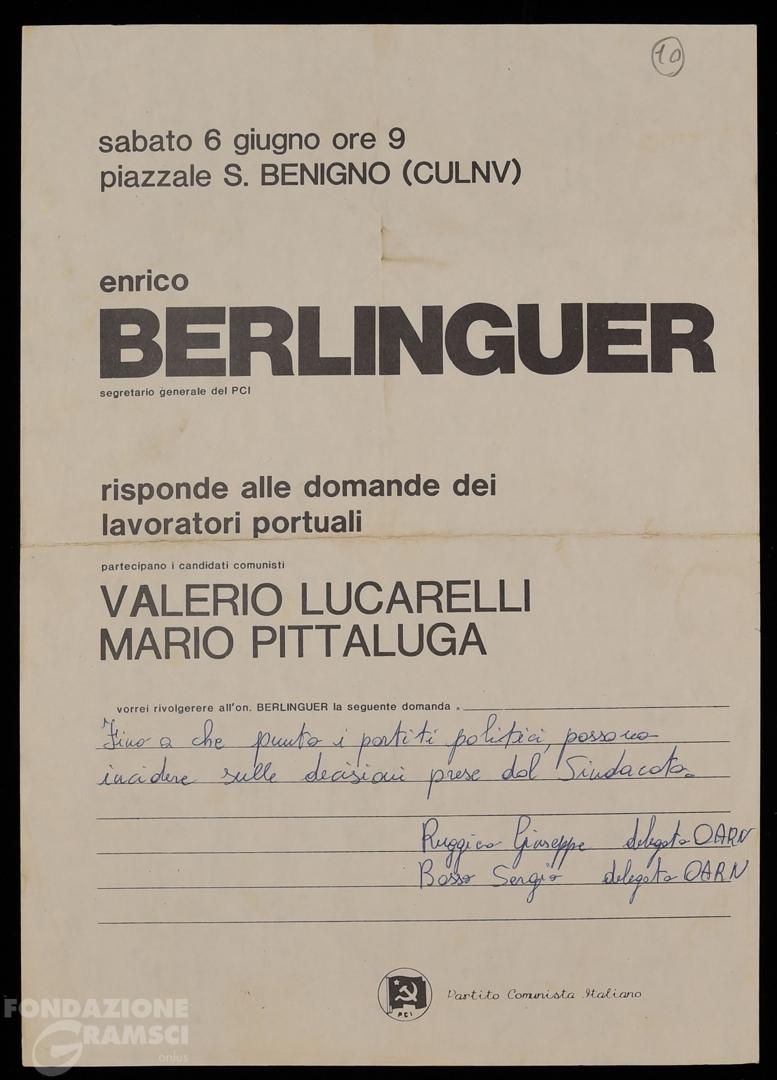 10
sabato 6 giugno ore 9
piazzale S. BENIGNO (CULNV)
enrico
BERLINGUER
segretario generale del PCI
risponde alle domande dei
lavoratori portuali
partecipano i candidati comunisti
VALERIO LUCARELLI
MARIO PITTALUGA
vorrei rivolgerere all'on. BERLINGUER la seguente domanda .
Fino a che punto i partiti politici, possono
incidere sulle decisioni prese dal Sindacato.
Giuseppe delegato OARN
Bosso Sergio delegato OARN
PCI
Partito Comunista Italiano
FONDAZIONE
GRAMSCI
onlus